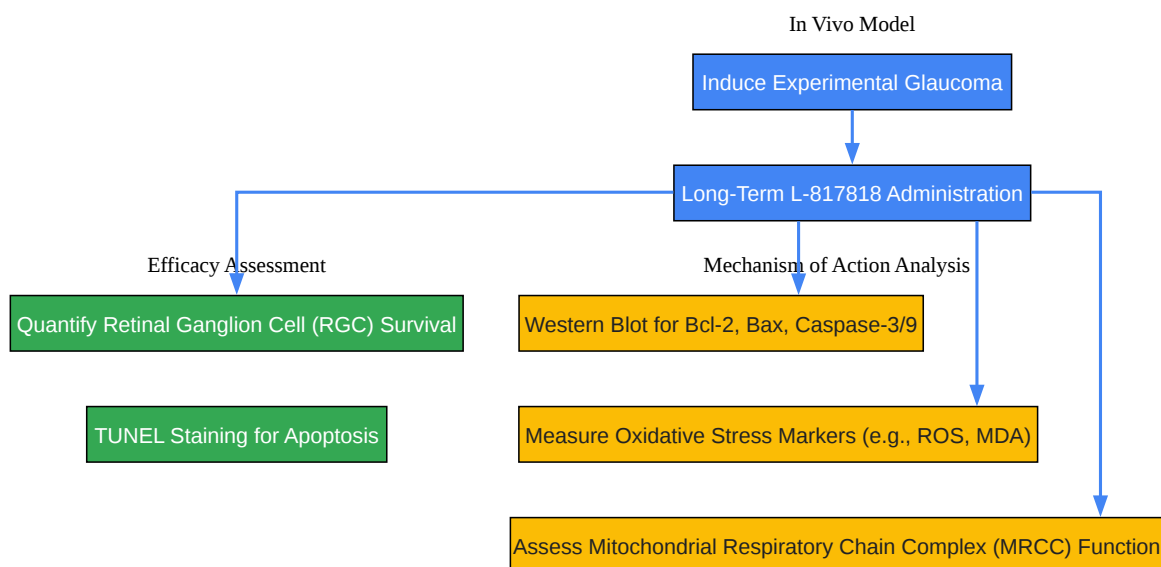 In Vivo Model
Induce Experimental Glaucoma
Long-Term L-817818 Administration
Efficacy Assessment
Mechanism of Action Analysis
Quantify Retinal Ganglion Cell (RGC) Survival
Western Blot for Bcl-2, Bax, Caspase-3/9
TUNEL Staining for Apoptosis
Measure Oxidative Stress Markers (e.g., ROS, MDA)
Assess Mitochondrial Respiratory Chain Complex (MRCC) Function